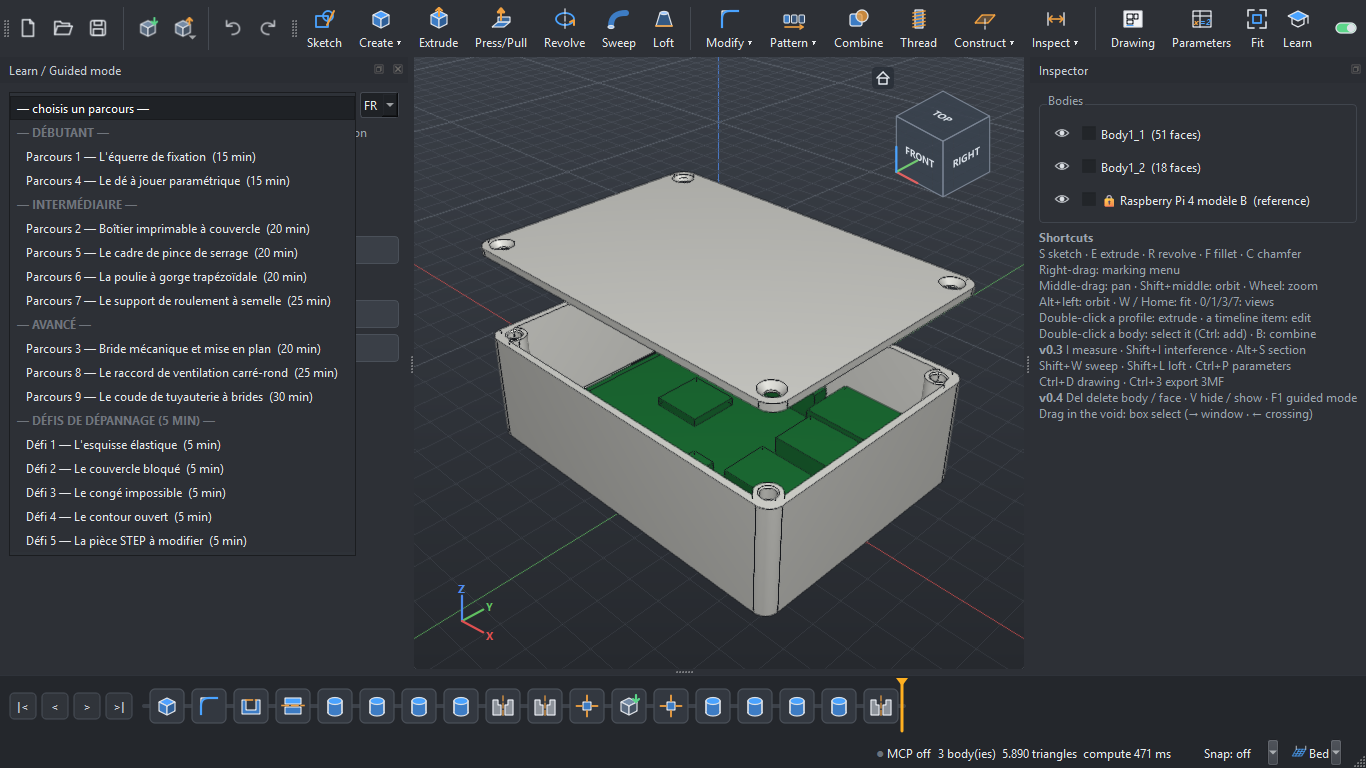 Sketch Create Extrude Press/Pull Revolve Sweep Loft Modify Pattern Combine Thread Construct Inspect Drawing Parameters Fit Learn
Learn / Guided mode
— choisis un parcours —
FR
— DÉBUTANT —
on
Parcours 1 — L'équerre de fixation (15 min)
Parcours 4 — Le dé à jouer paramétrique (15 min)
— INTERMÉDIAIRE —
Parcours 2 — Boîtier imprimable à couvercle (20 min)
Parcours 5 — Le cadre de pince de serrage (20 min)
Parcours 6 — La poulie à gorge trapézoïdale (20 min)
Parcours 7 — Le support de roulement à semelle (25 min)
— AVANCÉ —
Parcours 3 — Bride mécanique et mise en plan (20 min)
Parcours 8 — Le raccord de ventilation carré-rond (25 min)
Parcours 9 — Le coude de tuyauterie à brides (30 min)
— DÉFIS DE DÉPANNAGE (5 MIN) —
Défi 1 — L'esquisse élastique (5 min)
Défi 2 — Le couvercle bloqué (5 min)
Défi 3 — Le congé impossible (5 min)
Défi 4 — Le contour ouvert (5 min)
Défi 5 — La pièce STEP à modifier (5 min)
TOP
FRONT
RIGHT
Z
Y
X
Inspector
Bodies
Body1_1 (51 faces)
Body1_2 (18 faces)
Raspberry Pi 4 modèle B (reference)
Shortcuts
S sketch · E extrude · R revolve · F fillet · C chamfer
Right-drag: marking menu
Middle-drag: pan · Shift+middle: orbit · Wheel: zoom
Alt+left: orbit · W / Home: fit · 0/1/3/7: views
Double-click a profile: extrude · a timeline item: edit
Double-click a body: select it (Ctrl: add) · B: combine
v0.3 I measure · Shift+I interference · Alt+S section
Shift+W sweep · Shift+L loft · Ctrl+P parameters
Ctrl+D drawing · Ctrl+3 export 3MF
v0.4 Del delete body / face · V hide / show · F1 guided mode
Drag in the void: box select (→ window · ← crossing)
|< < > >|
MCP off 3 body(ies) 5.890 triangles compute 471 ms Snap: off Bed